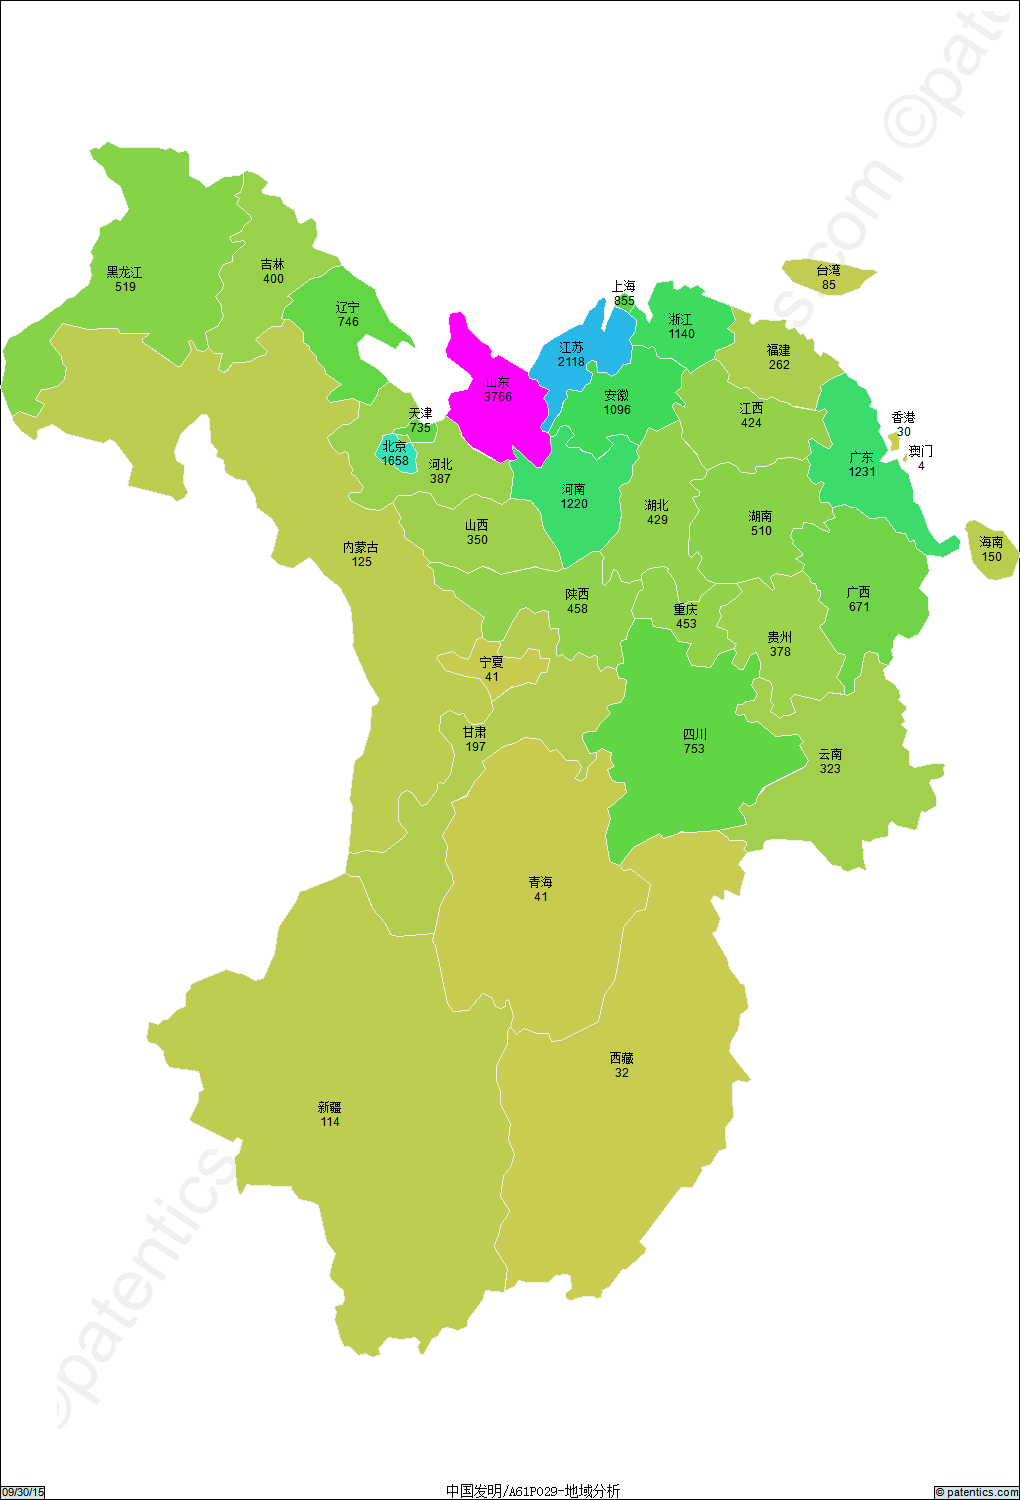 ©patentics.com ©pate
黑龙江
519
吉林
400
辽宁
746
台湾
85
上海
855
浙江
1140
江苏
2118
福建
262
山东
3766
安徽
1096
江西
424
天津
735
香港
30
北京
1658
河北
387
澳门
4
广东
1231
河南
1220
湖北
429
湖南
510
山西
350
海南
150
内蒙古
125
陕西
458
重庆
453
广西
671
贵州
378
宁夏
41
甘肃
197
四川
753
云南
323
青海
41
西藏
32
新疆
114
©patentics
中国发明/A61P029-地域分析
09/30/15
© patentics.com